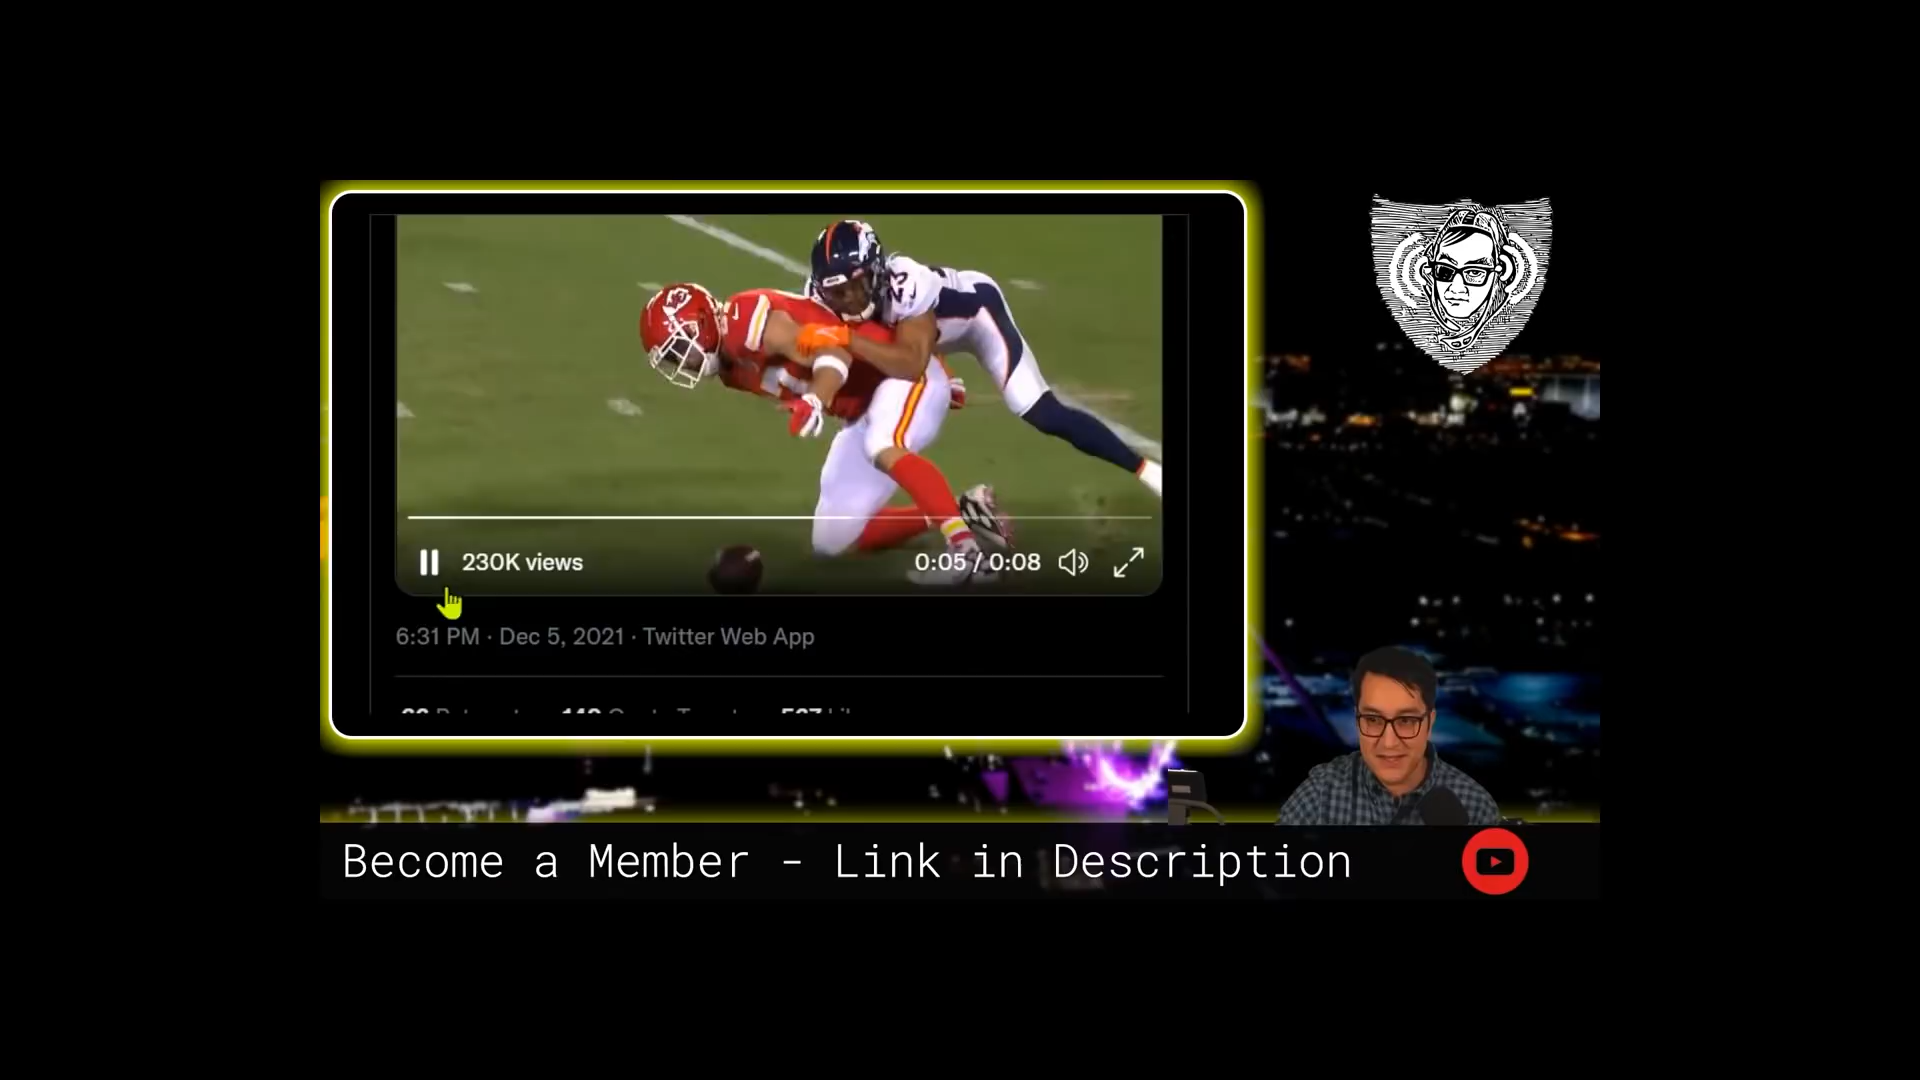 23
230K views
0:05 / 0:08
6:31 PM · Dec 5, 2021 · Twitter Web App
Become a Member - Link in Description